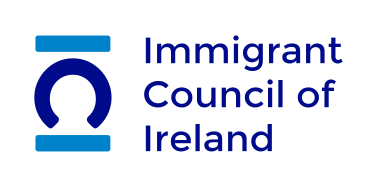 Immigrant
Council of
Ireland